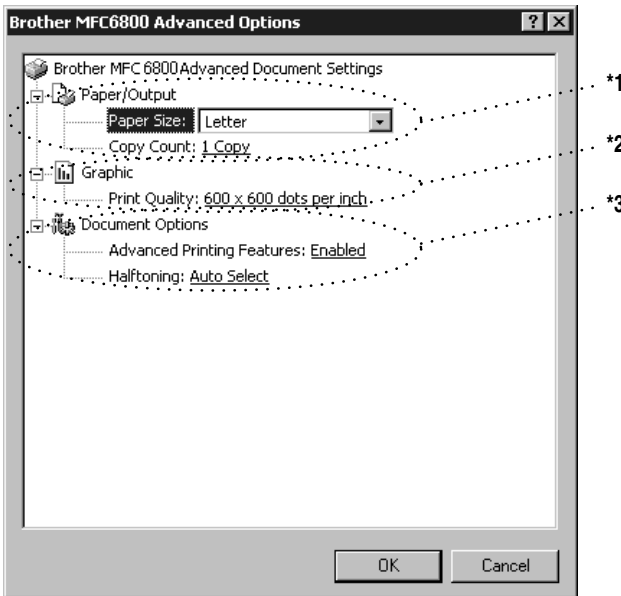 Brother MFC6800 Advanced Options
Brother MFC 6800 Advanced Document Settings
Paper/Output
Paper Size: Letter
Copy Count: 1 Copy
Graphic
Print Quality: 600 x 600 dots per inch
Document Options
Advanced Printing Features: Enabled
Halftoning: Auto Select
*1
*2
*3
OK Cancel